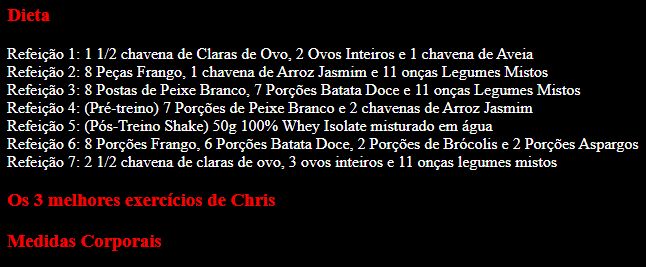 Dieta
Refeição 1: 1 1/2 chavena de Claras de Ovo, 2 Ovos Inteiros e 1 chavena de Aveia
Refeição 2: 8 Peças Frango, 1 chavena de Arroz Jasmim e 11 onças Legumes Mistos
Refeição 3: 8 Postas de Peixe Branco, 7 Porções Batata Doce e 11 onças Legumes Mistos
Refeição 4: (Pré-treino) 7 Porções de Peixe Branco e 2 chavenas de Arroz Jasmim
Refeição 5: (Pós-Treino Shake) 50g 100% Whey Isolate misturado em água
Refeição 6: 8 Porções Frango, 6 Porções Batata Doce, 2 Porções de Brócolis e 2 Porções Aspargos
Refeição 7: 2 1/2 chavena de claras de ovo, 3 ovos inteiros e 11 onças legumes mistos
Os 3 melhores exercícios de Chris
Medidas Corporais